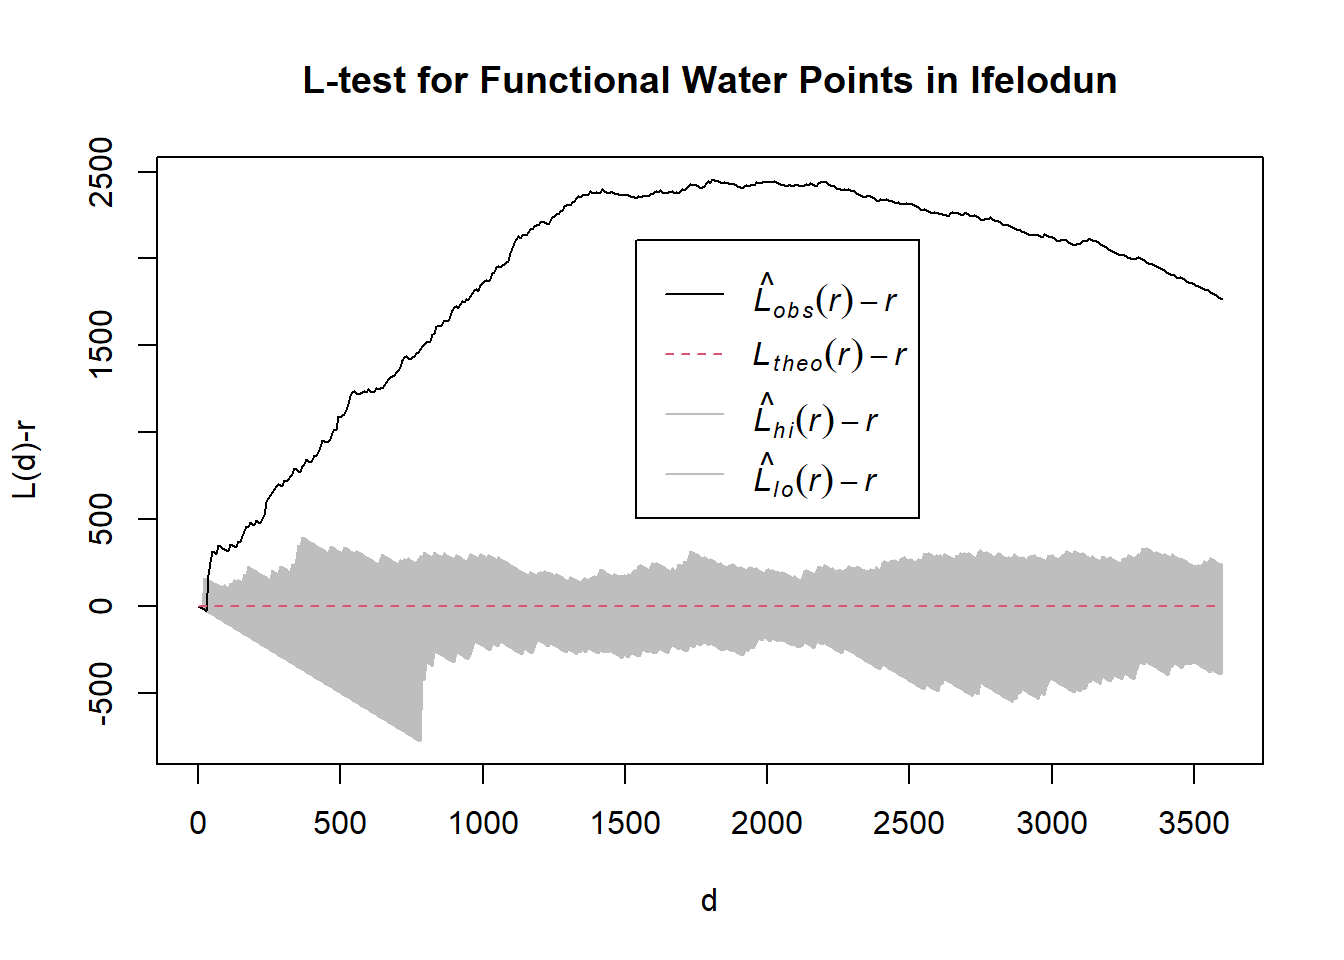 L-test for Functional Water Points in Ifelodun
L(d)-r
2500
1500
500
0
-500
L̂obs(r) – r
Ltheo(r) – r
L̂hi(r) – r
L̂lo(r) – r
0 500 1000 1500 2000 2500 3000 3500
d